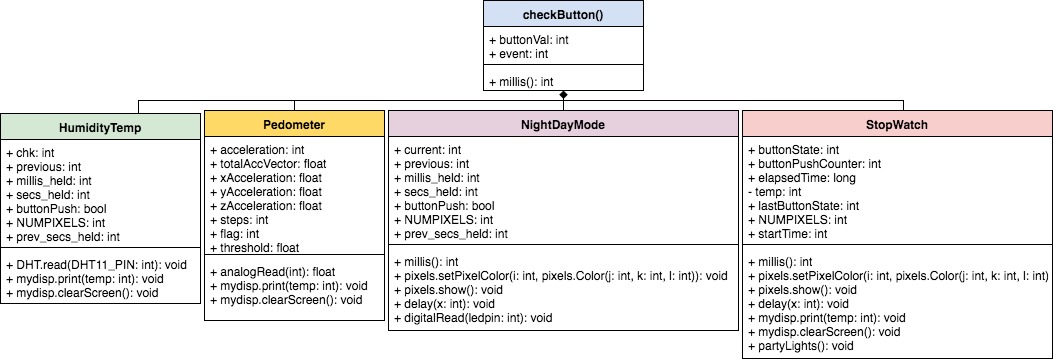 checkButton()
+ buttonVal: int
+ event: int
+ millis(): int
HumidityTemp
+ chk: int
+ previous: int
+ millis_held: int
+ secs_held: int
+ buttonPush: bool
+ NUMPIXELS: int
+ prev_secs_held: int
+ DHT.read(DHT11_PIN: int): void
+ mydisp.print(temp: int): void
+ mydisp.clearScreen(): void
Pedometer
+ acceleration: int
+ totalAccVector: float
+ xAcceleration: float
+ yAcceleration: float
+ zAcceleration: float
+ steps: int
+ flag: int
+ threshold: float
+ analogRead(int): float
+ mydisp.print(temp: int): void
+ mydisp.clearScreen(): void
NightDayMode
+ current: int
+ previous: int
+ millis_held: int
+ secs_held: int
+ buttonPush: bool
+ NUMPIXELS: int
+ prev_secs_held: int
+ millis(): int
+ pixels.setPixelColor(i: int, pixels.Color(j: int, k: int, l: int)): void
+ pixels.show(): void
+ delay(x: int): void
+ digitalRead(ledpin: int): void
StopWatch
+ buttonState: int
+ buttonPushCounter: int
+ elapsedTime: long
- temp: int
+ lastButtonState: int
+ NUMPIXELS: int
+ startTime: int
+ millis(): int
+ pixels.setPixelColor(i: int, pixels.Color(j: int, k: int, l: int)
+ pixels.show(): void
+ delay(x: int): void
+ mydisp.print(temp: int): void
+ mydisp.clearScreen(): void
+ partyLights(): void